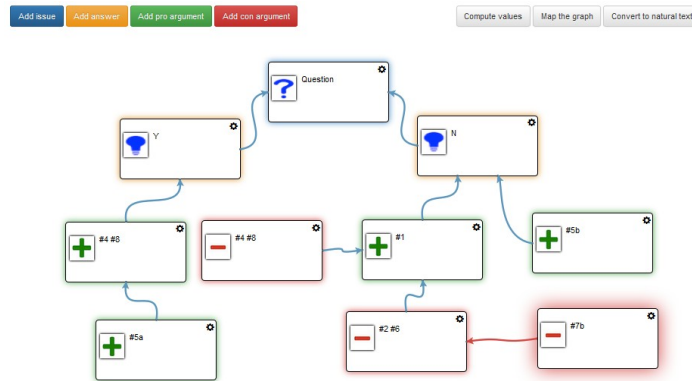 Add issue Add answer Add pro argument Add con argument Compute values Map the graph Convert to natural text
Question
Y
N
#4 #8
#4 #8
#1
#5b
#5a
#2 #6
#7b